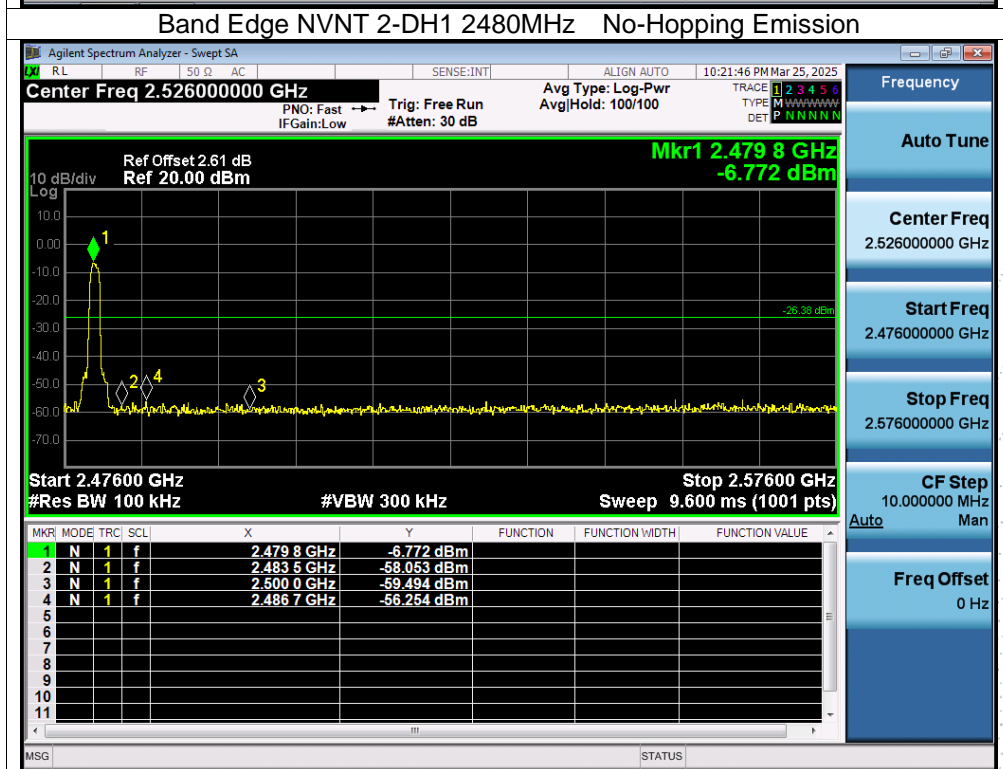 Band Edge NVNT 2-DH1 2480MHz No-Hopping Emission
Agilent Spectrum Analyzer - Swept SA
LXI RL RF 50 Ω AC SENSE:INT ALIGN AUTO 10:21:46 PM Mar 25, 2025
Center Freq 2.526000000 GHz
PNO: Fast
IFGain:Low
Trig: Free Run
#Atten: 30 dB
Avg Type: Log-Pwr
Avg|Hold: 100/100
TRACE 1 2 3 4 5 6
TYPE M WWWWW
DET P N N N N N
Mkr1 2.479 8 GHz
-6.772 dBm
Ref Offset 2.61 dB
10 dB/div Ref 20.00 dBm
Log
10.0
0.00
-10.0
-20.0
-30.0
-40.0
-50.0
-60.0
-70.0
1
2
4
3
-26.38 dBm
Start 2.47600 GHz Stop 2.57600 GHz
#Res BW 100 kHz #VBW 300 kHz Sweep 9.600 ms (1001 pts)
MKR MODE TRC SCL X Y FUNCTION FUNCTION WIDTH FUNCTION VALUE
1 N 1 f 2.479 8 GHz -6.772 dBm
2 N 1 f 2.483 5 GHz -58.053 dBm
3 N 1 f 2.500 0 GHz -59.494 dBm
4 N 1 f 2.486 7 GHz -56.254 dBm
5
6
7
8
9
10
11
MSG STATUS
Frequency
Auto Tune
Center Freq
2.526000000 GHz
Start Freq
2.476000000 GHz
Stop Freq
2.576000000 GHz
CF Step
10.000000 MHz
Auto Man
Freq Offset
0 Hz